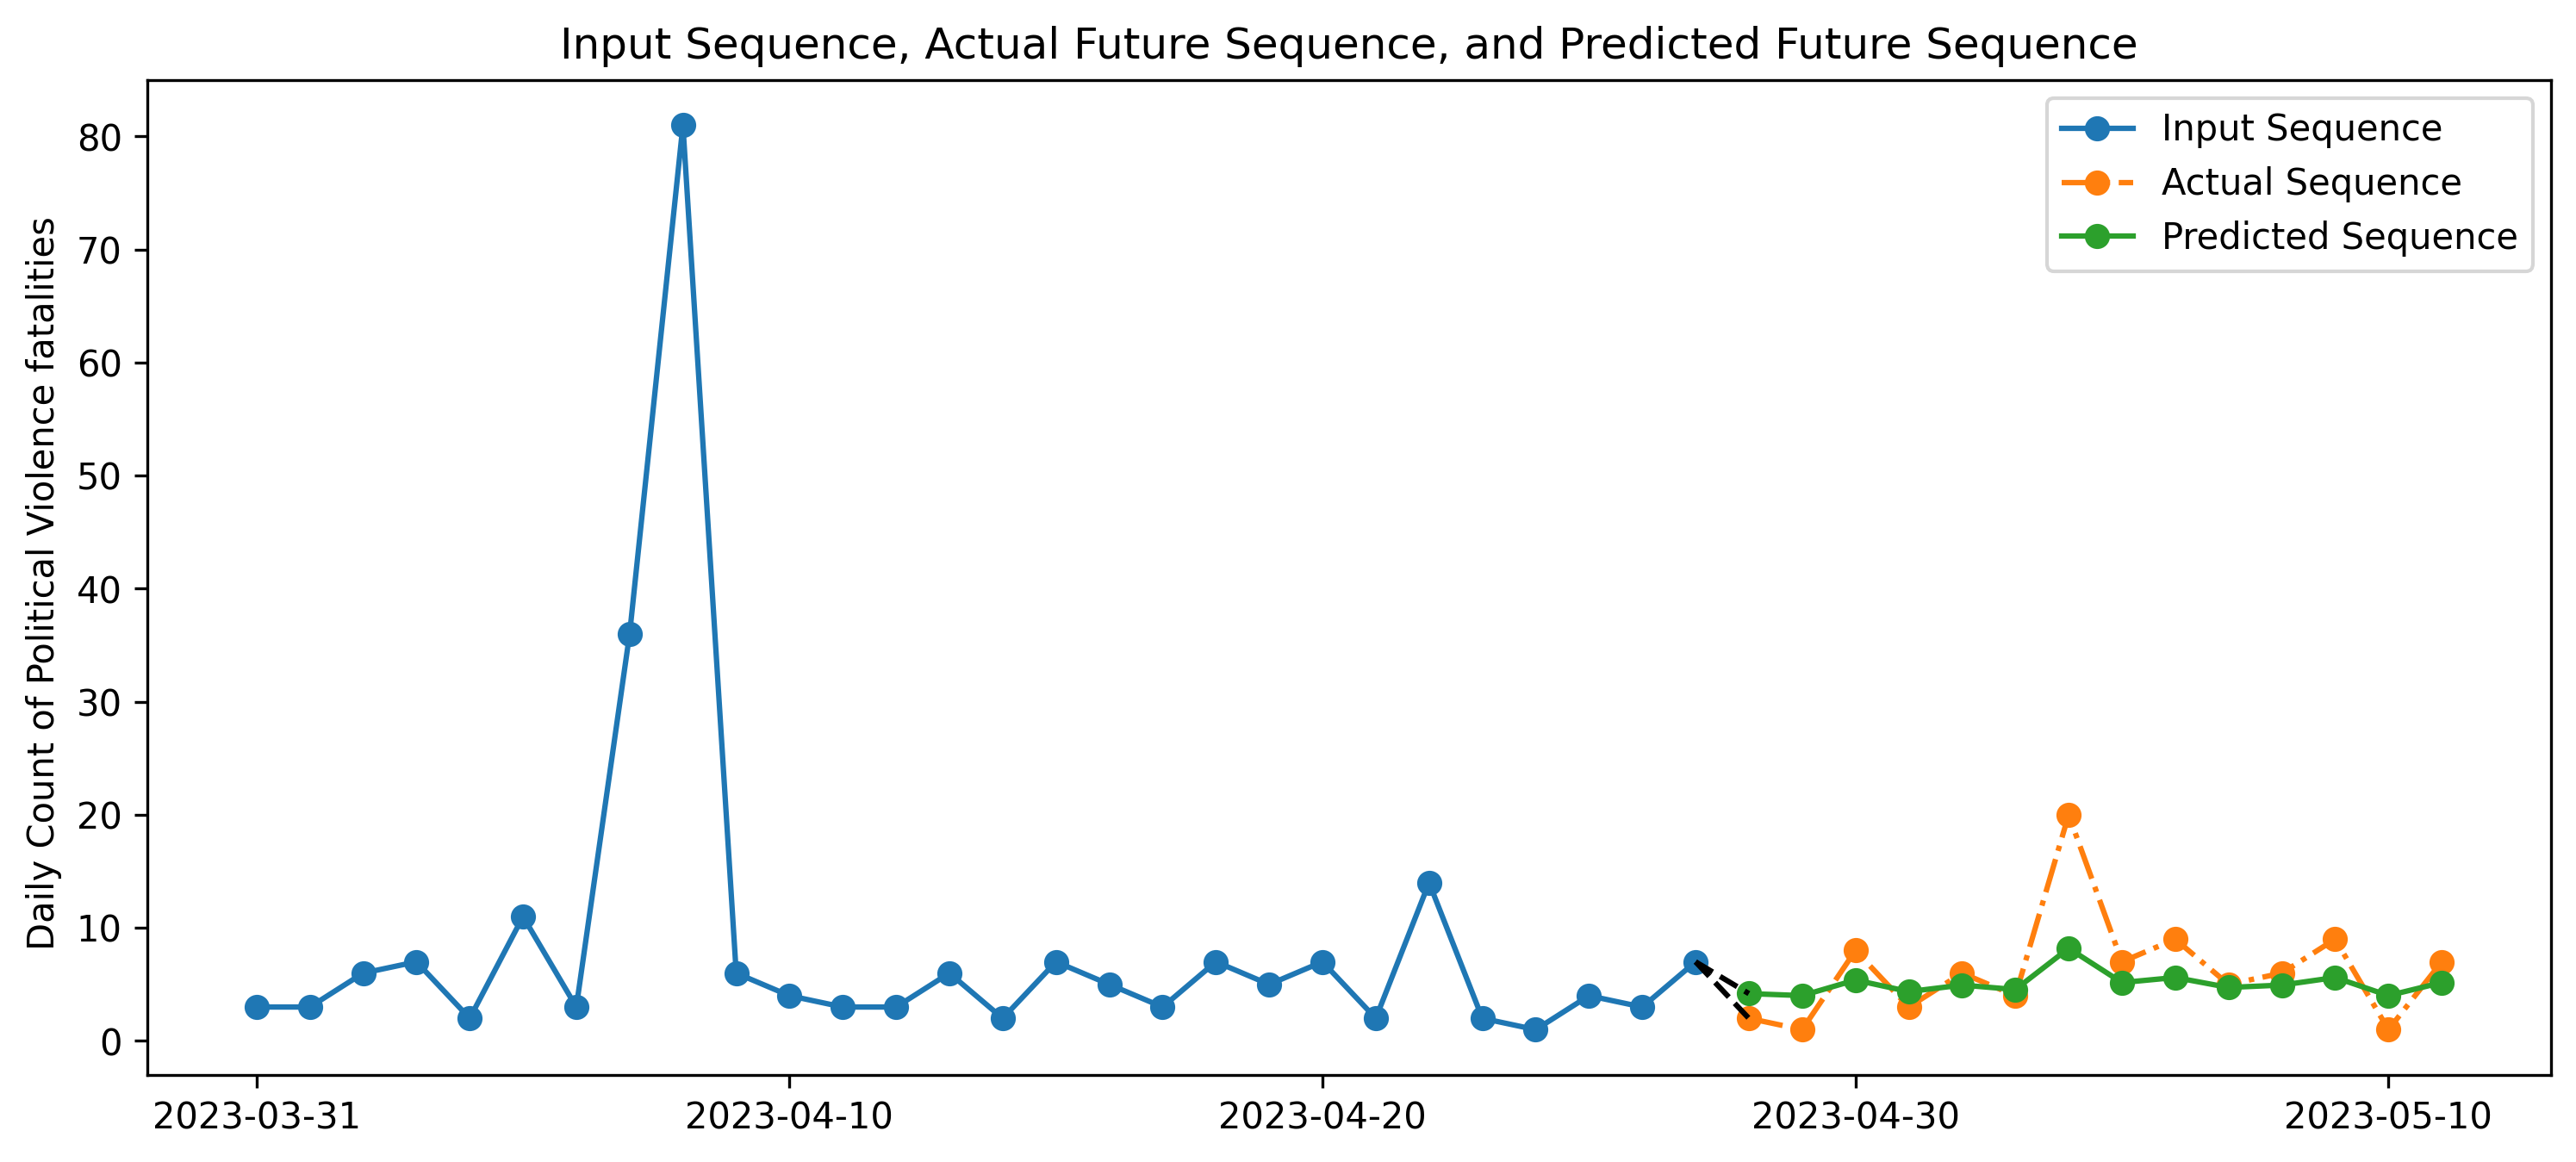 Input Sequence, Actual Future Sequence, and Predicted Future Sequence
Daily Count of Political Violence fatalities
80
70
60
50
40
30
20
10
0
Input Sequence
Actual Sequence
Predicted Sequence
2023-03-31
2023-04-10
2023-04-20
2023-04-30
2023-05-10